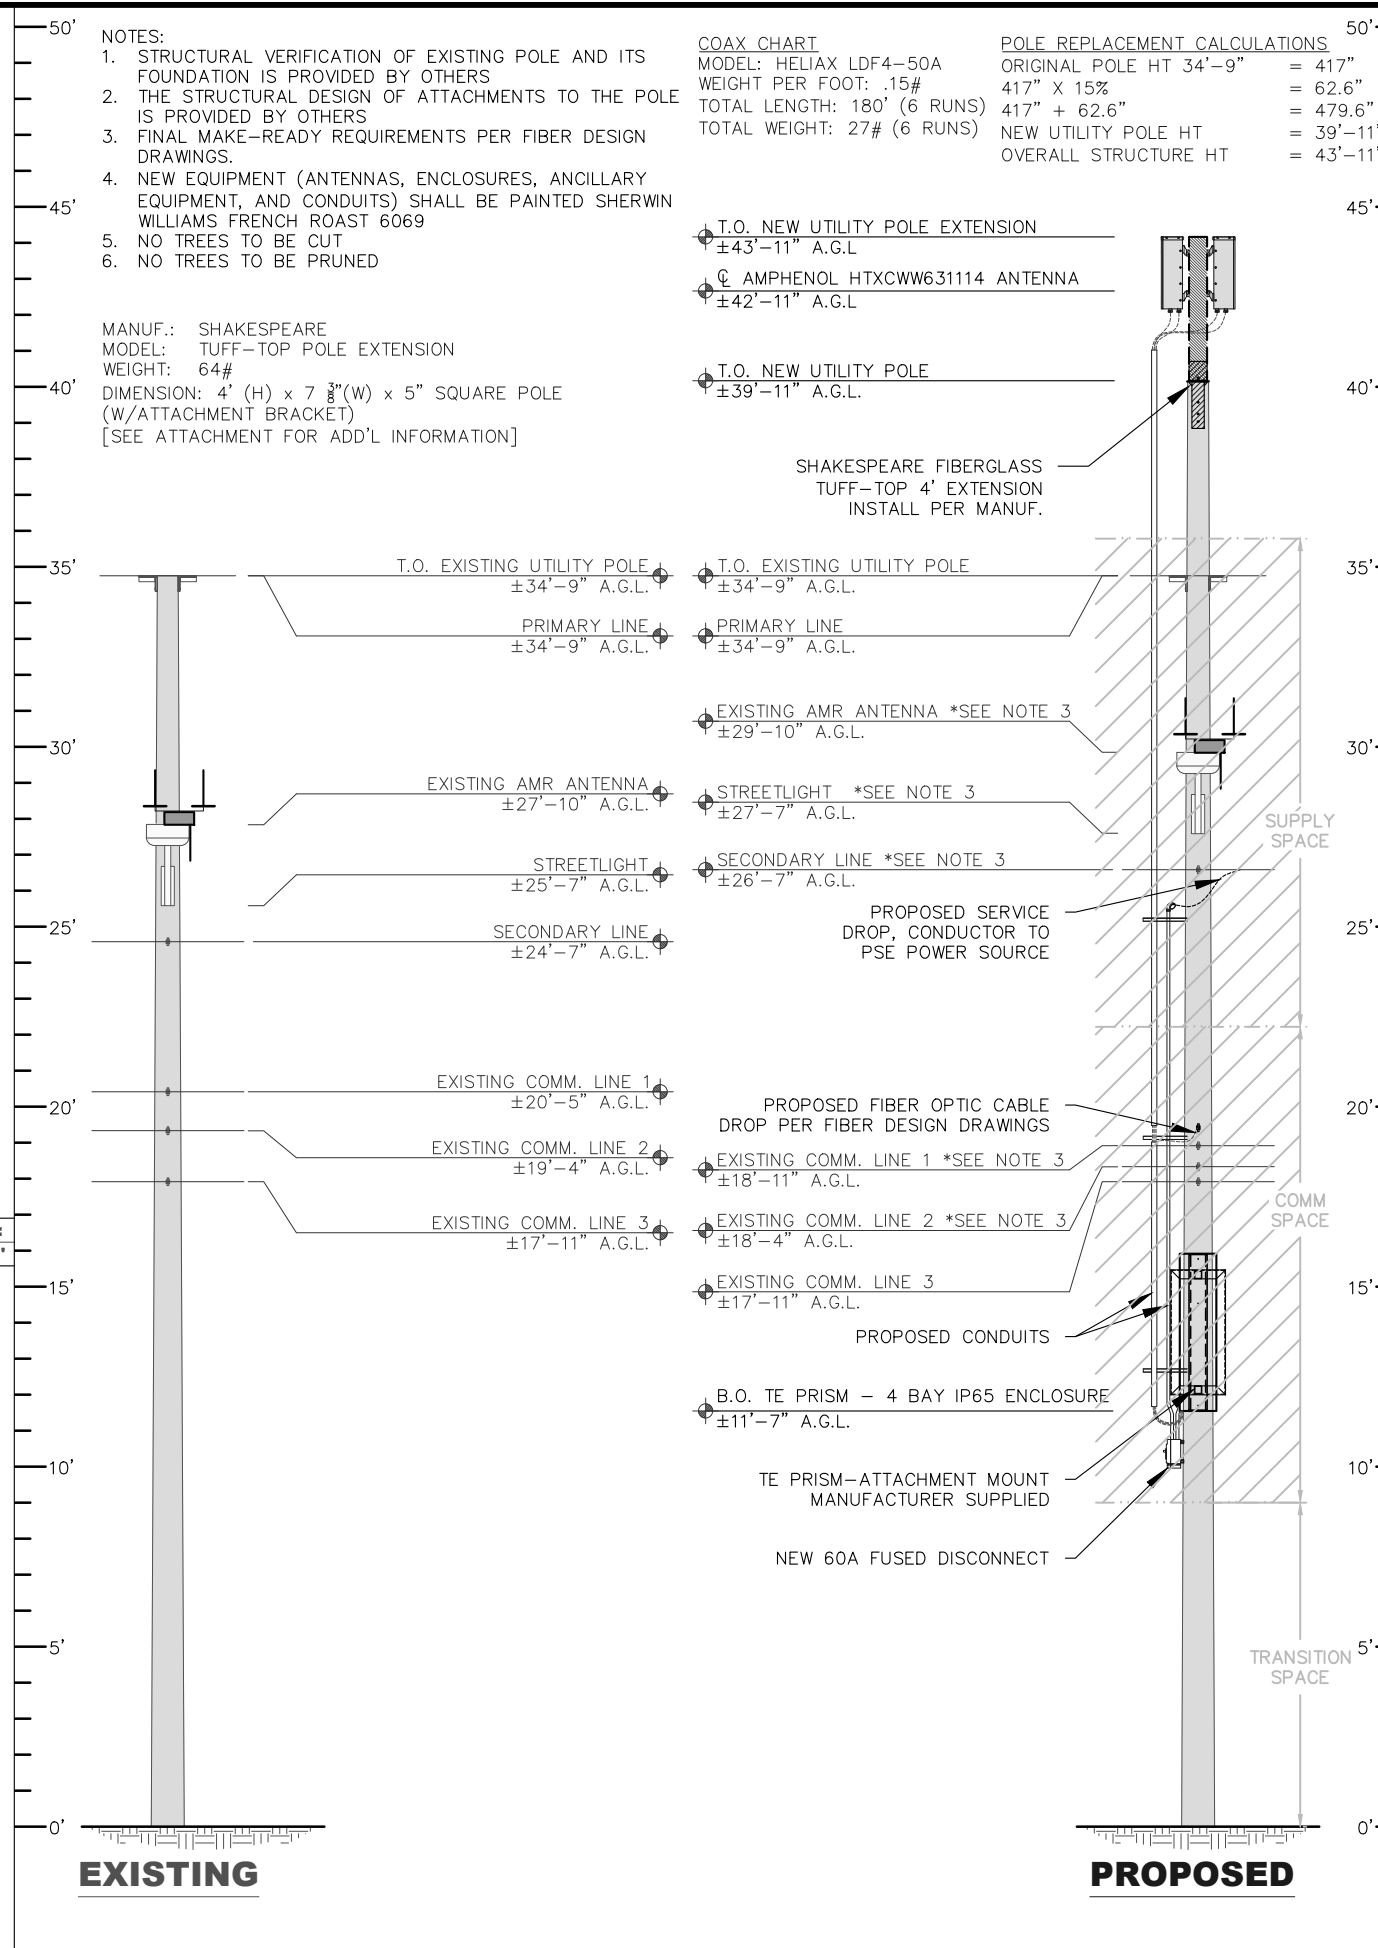 NOTES:
1. STRUCTURAL VERIFICATION OF EXISTING POLE AND ITS
FOUNDATION IS PROVIDED BY OTHERS
2. THE STRUCTURAL DESIGN OF ATTACHMENTS TO THE POLE
IS PROVIDED BY OTHERS
3. FINAL MAKE–READY REQUIREMENTS PER FIBER DESIGN
DRAWINGS.
4. NEW EQUIPMENT (ANTENNAS, ENCLOSURES, ANCILLARY
EQUIPMENT, AND CONDUITS) SHALL BE PAINTED SHERWIN
WILLIAMS FRENCH ROAST 6069
5. NO TREES TO BE CUT
6. NO TREES TO BE PRUNED
MANUF.: SHAKESPEARE
MODEL: TUFF–TOP POLE EXTENSION
WEIGHT: 64#
DIMENSION: 4' (H) x 7 3/8"(W) x 5" SQUARE POLE
(W/ATTACHMENT BRACKET)
[SEE ATTACHMENT FOR ADD'L INFORMATION]
COAX CHART
MODEL: HELIAX LDF4–50A
WEIGHT PER FOOT: .15#
TOTAL LENGTH: 180' (6 RUNS)
TOTAL WEIGHT: 27# (6 RUNS)
POLE REPLACEMENT CALCULATIONS
ORIGINAL POLE HT 34'–9" = 417"
417" X 15% = 62.6"
417" + 62.6" = 479.6"
NEW UTILITY POLE HT = 39'–11"
OVERALL STRUCTURE HT = 43'–11"
50'
45'
40'
35'
30'
25'
20'
15'
10'
5'
0'
T.O. EXISTING UTILITY POLE
±34'–9" A.G.L.
PRIMARY LINE
±34'–9" A.G.L.
EXISTING AMR ANTENNA
±27'–10" A.G.L.
STREETLIGHT
±25'–7" A.G.L.
SECONDARY LINE
±24'–7" A.G.L.
EXISTING COMM. LINE 1
±20'–5" A.G.L.
EXISTING COMM. LINE 2
±19'–4" A.G.L.
EXISTING COMM. LINE 3
±17'–11" A.G.L.
EXISTING
T.O. NEW UTILITY POLE EXTENSION
±43'–11" A.G.L
℄ AMPHENOL HTXCWW631114 ANTENNA
±42'–11" A.G.L
T.O. NEW UTILITY POLE
±39'–11" A.G.L.
SHAKESPEARE FIBERGLASS
TUFF–TOP 4' EXTENSION
INSTALL PER MANUF.
T.O. EXISTING UTILITY POLE
±34'–9" A.G.L.
PRIMARY LINE
±34'–9" A.G.L.
EXISTING AMR ANTENNA *SEE NOTE 3
±29'–10" A.G.L.
STREETLIGHT *SEE NOTE 3
±27'–7" A.G.L.
SECONDARY LINE *SEE NOTE 3
±26'–7" A.G.L.
PROPOSED SERVICE
DROP, CONDUCTOR TO
PSE POWER SOURCE
PROPOSED FIBER OPTIC CABLE
DROP PER FIBER DESIGN DRAWINGS
EXISTING COMM. LINE 1 *SEE NOTE 3
±18'–11" A.G.L.
EXISTING COMM. LINE 2 *SEE NOTE 3
±18'–4" A.G.L.
EXISTING COMM. LINE 3
±17'–11" A.G.L.
PROPOSED CONDUITS
B.O. TE PRISM – 4 BAY IP65 ENCLOSURE
±11'–7" A.G.L.
TE PRISM–ATTACHMENT MOUNT
MANUFACTURER SUPPLIED
NEW 60A FUSED DISCONNECT
SUPPLY
SPACE
COMM
SPACE
TRANSITION
SPACE
50'
45'
40'
35'
30'
25'
20'
15'
10'
5'
0'
PROPOSED